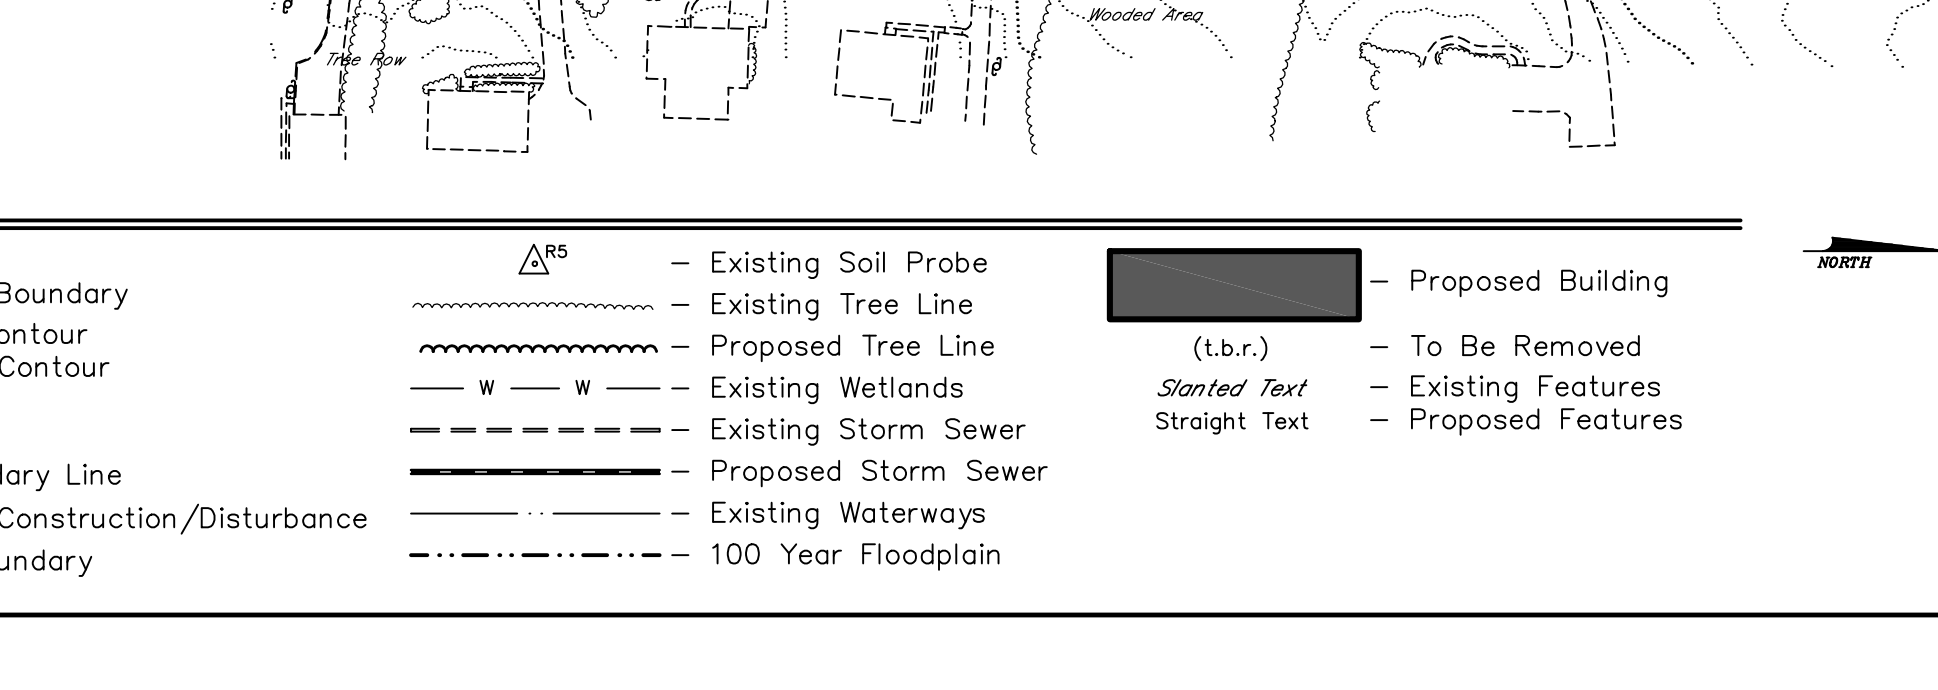 Wooded Area
Tree Row
Boundary
ontour
Contour
dary Line
Construction/Disturbance
undary
R5
– Existing Soil Probe
– Existing Tree Line
– Proposed Tree Line
W W – Existing Wetlands
– Existing Storm Sewer
– Proposed Storm Sewer
– Existing Waterways
– 100 Year Floodplain
– Proposed Building
(t.b.r.) – To Be Removed
Slanted Text – Existing Features
Straight Text – Proposed Features
NORTH